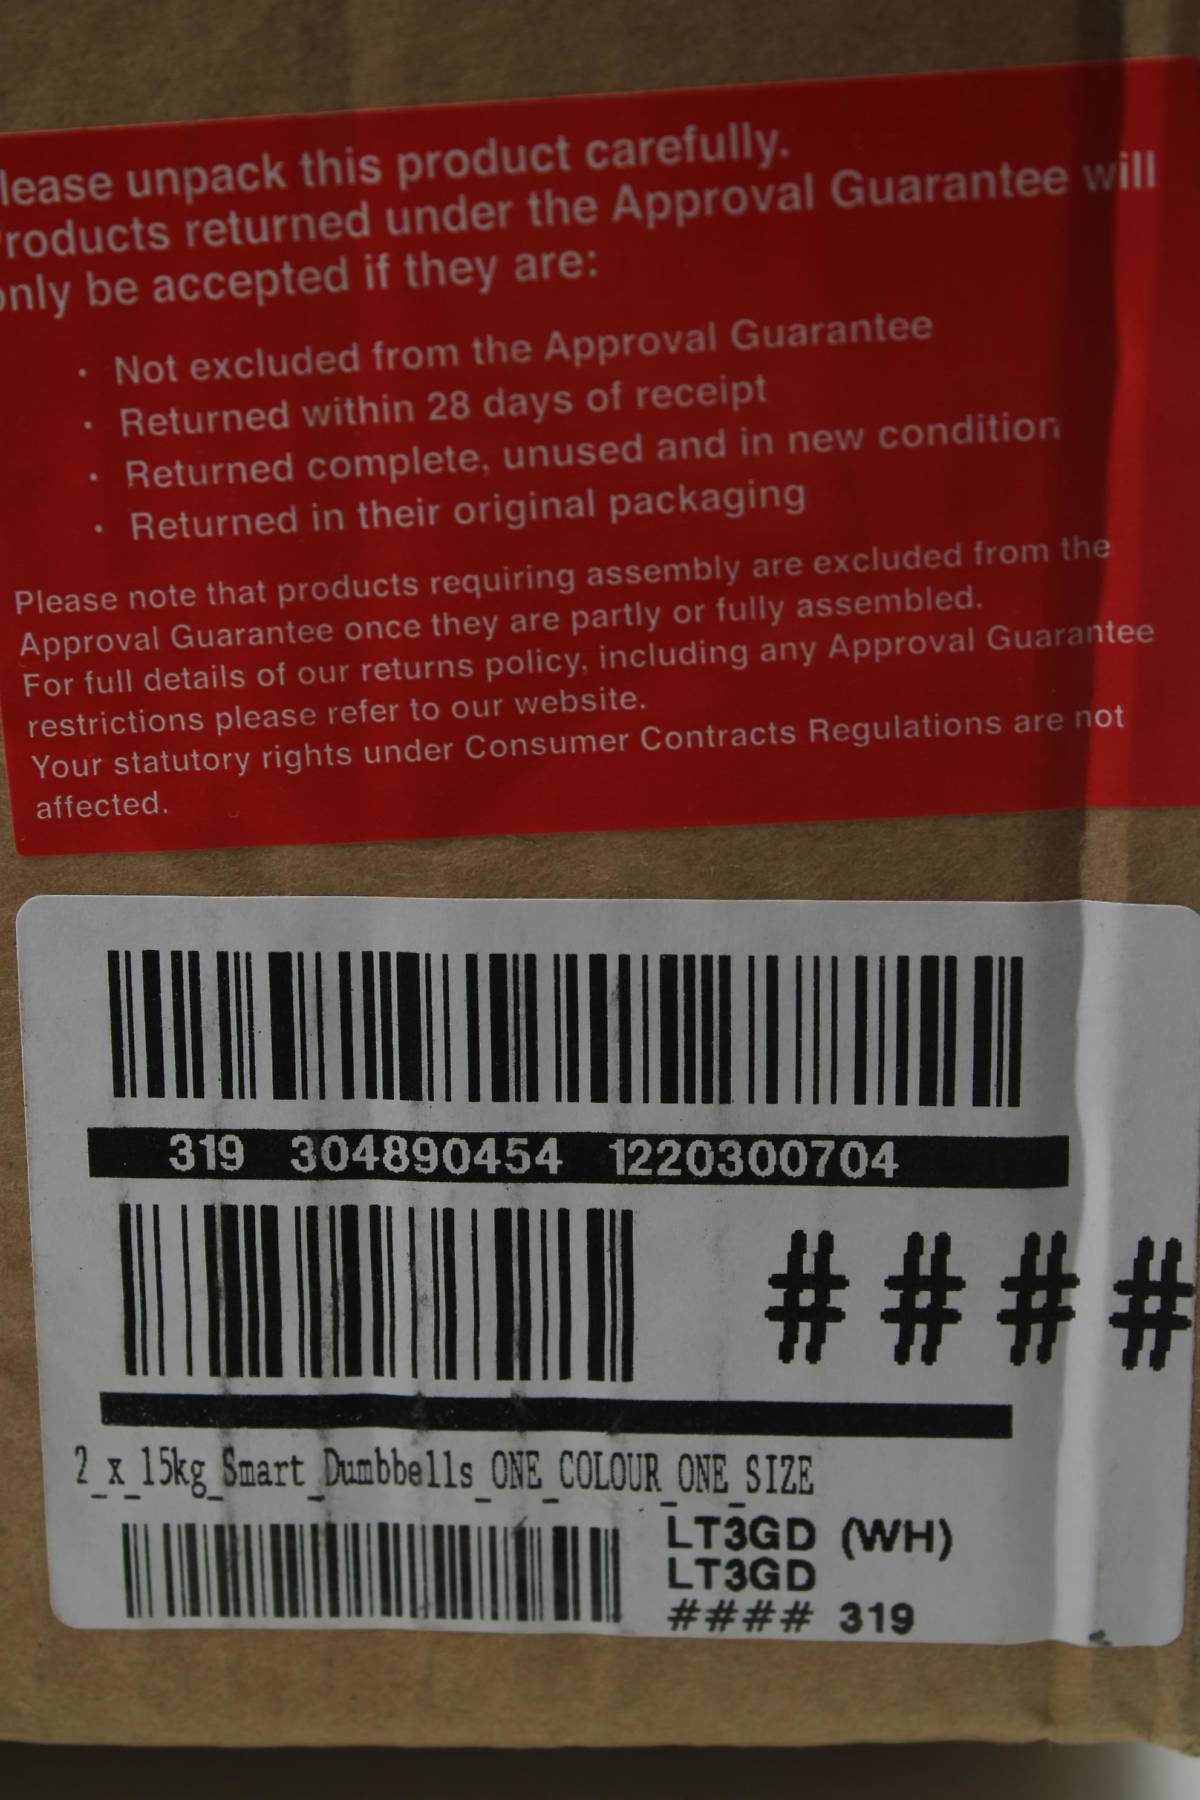 lease unpack this product carefully.
roducts returned under the Approval Guarantee will
only be accepted if they are:
· Not excluded from the Approval Guarantee
· Returned within 28 days of receipt
· Returned complete, unused and in new condition
· Returned in their original packaging
Please note that products requiring assembly are excluded from the
Approval Guarantee once they are partly or fully assembled.
For full details of our returns policy, including any Approval Guarantee
restrictions please refer to our website.
Your statutory rights under Consumer Contracts Regulations are not
affected.
319 304890454 1220300704
# # # #
2_x_15kg_Smart_Dumbbells_ONE_COLOUR_ONE_SIZE
LT3GD (WH)
LT3GD
#### 319